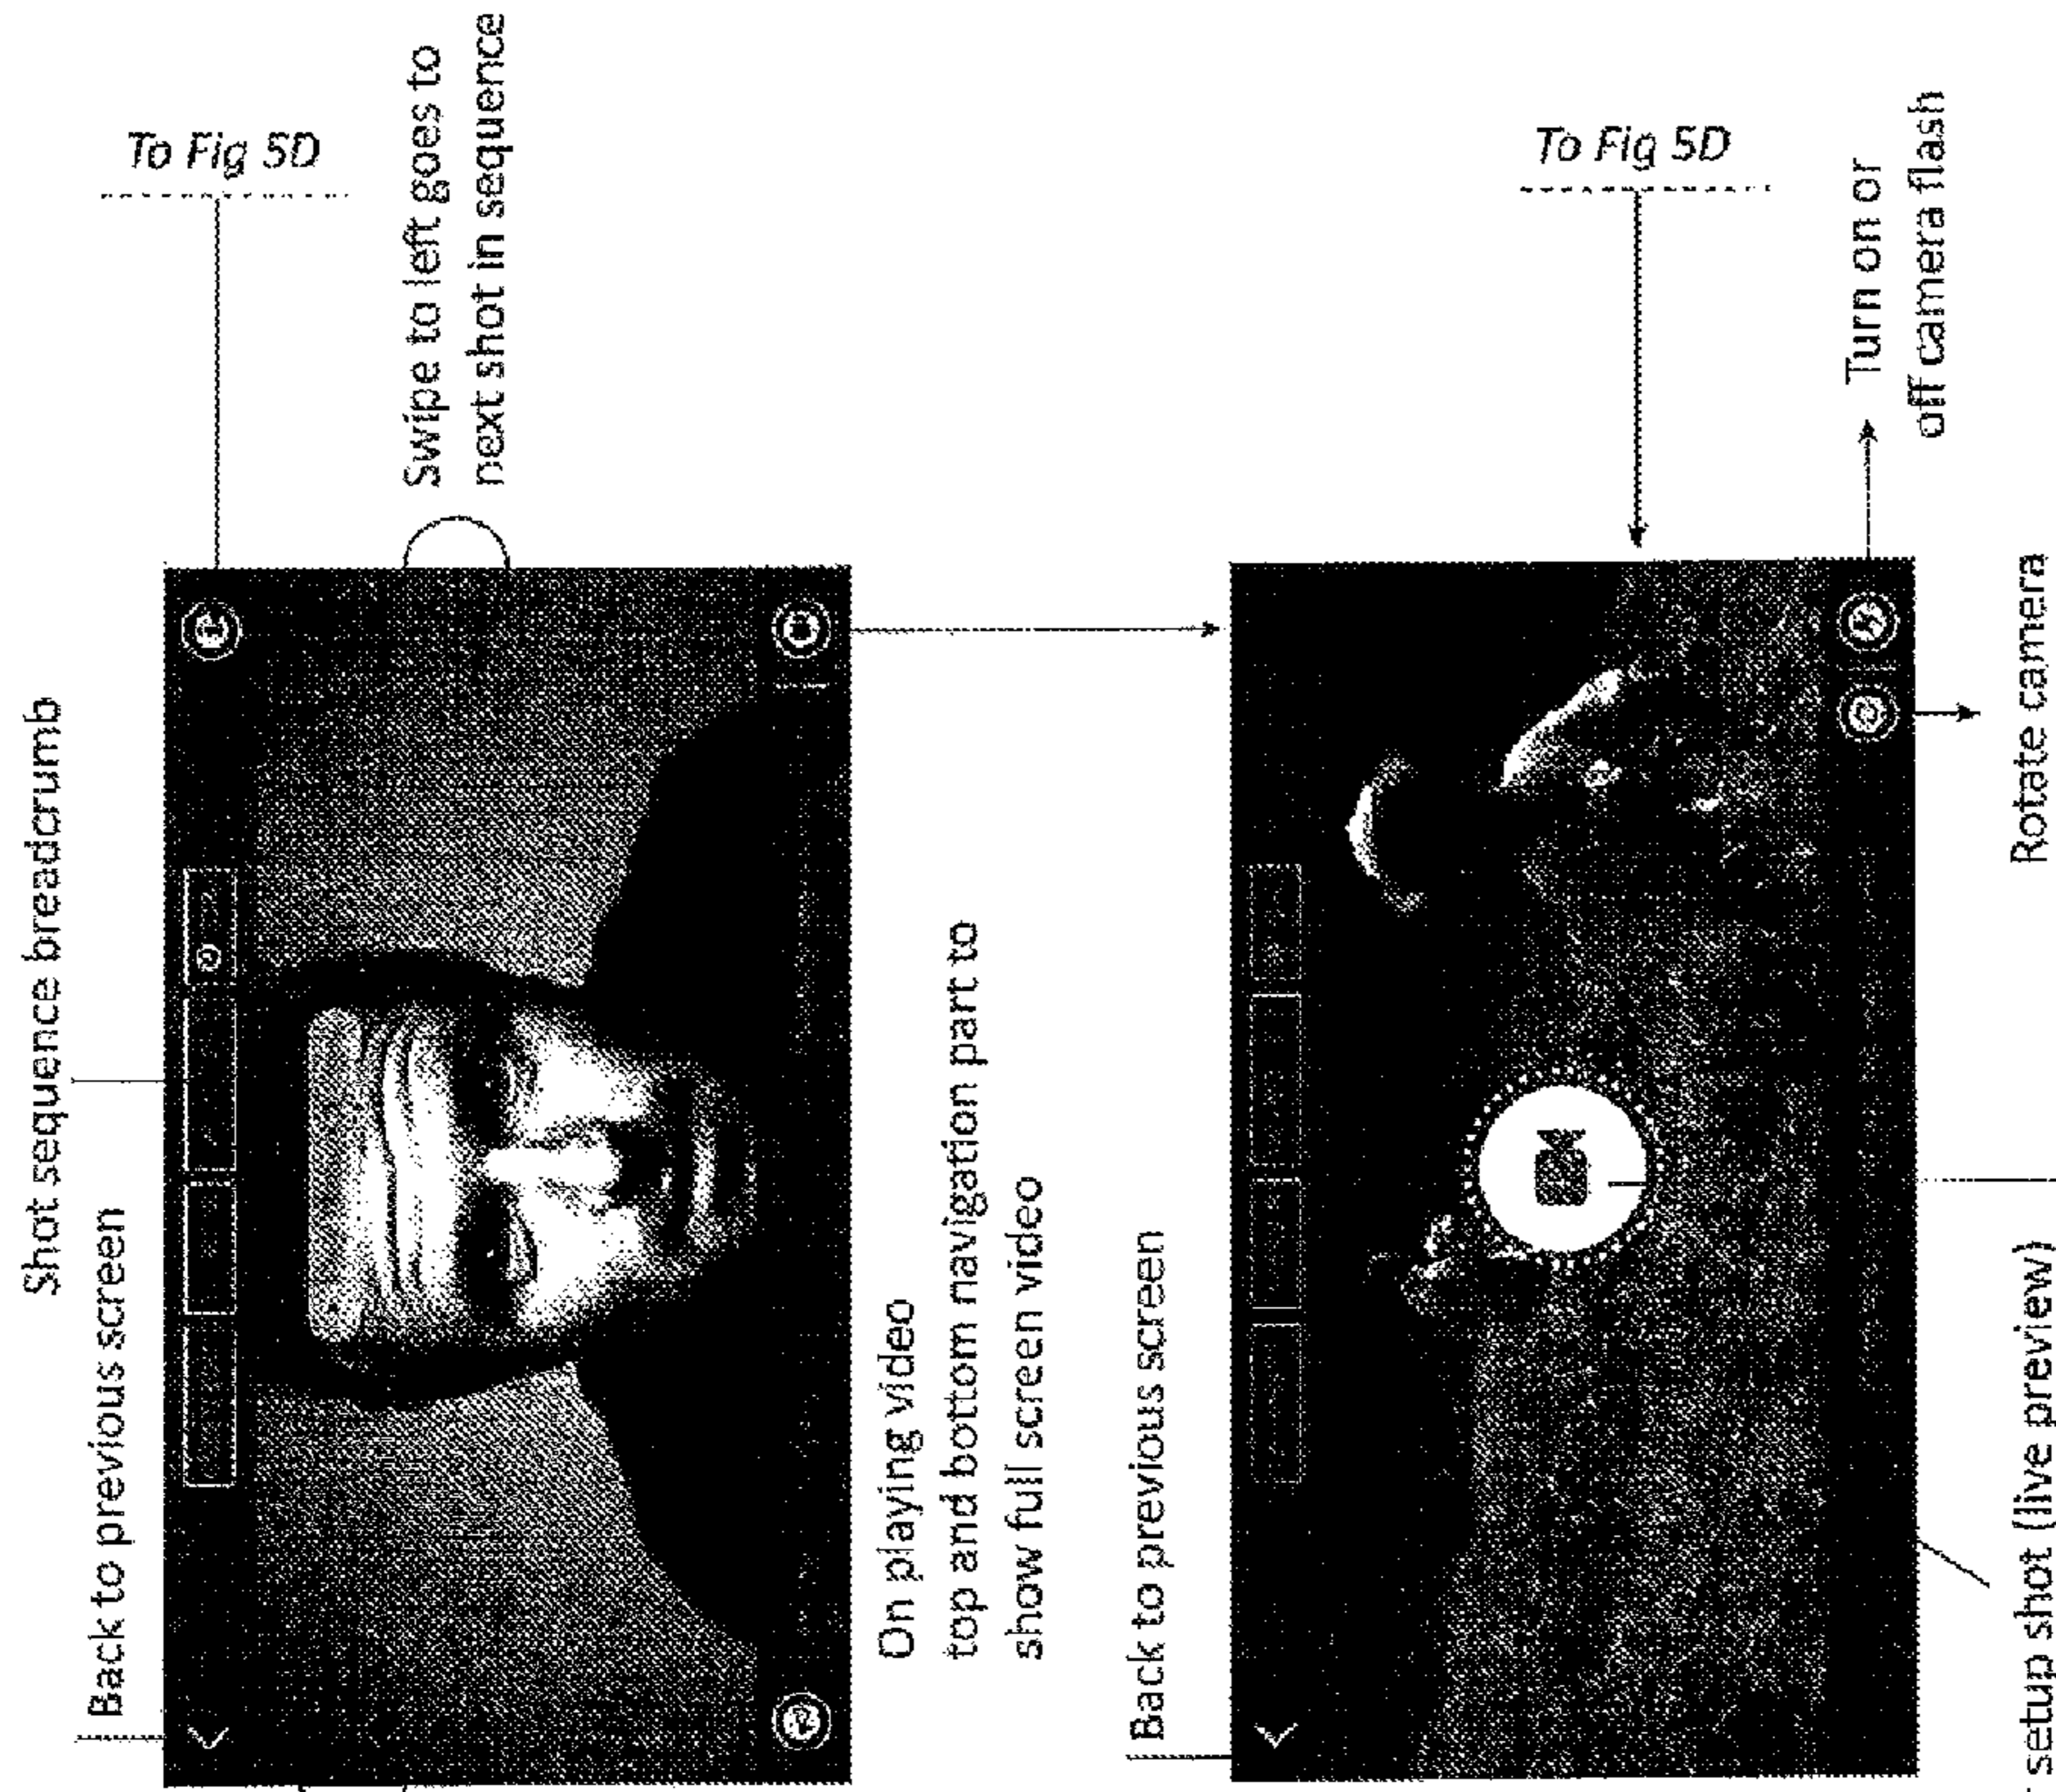 Shot sequence breadcrumb
Back to previous screen
To Fig 5D
Swipe to left goes to
next shot in sequence
On playing video
top and bottom navigation part to
show full screen video
Back to previous screen
To Fig 5D
Turn on or
off camera flash
Rotate camera
setup shot (live preview)